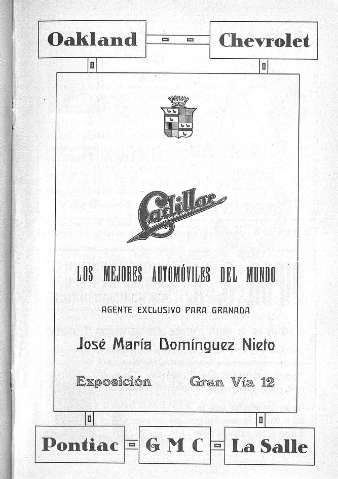 Oakland Chevrolet
Cadillac
LOS MEJORES AUTOMÓVILES DEL MUNDO
AGENTE EXCLUSIVO PARA GRANADA
José María Domínguez Nieto
Exposición Gran Vía 12
Pontiac G M C La Salle